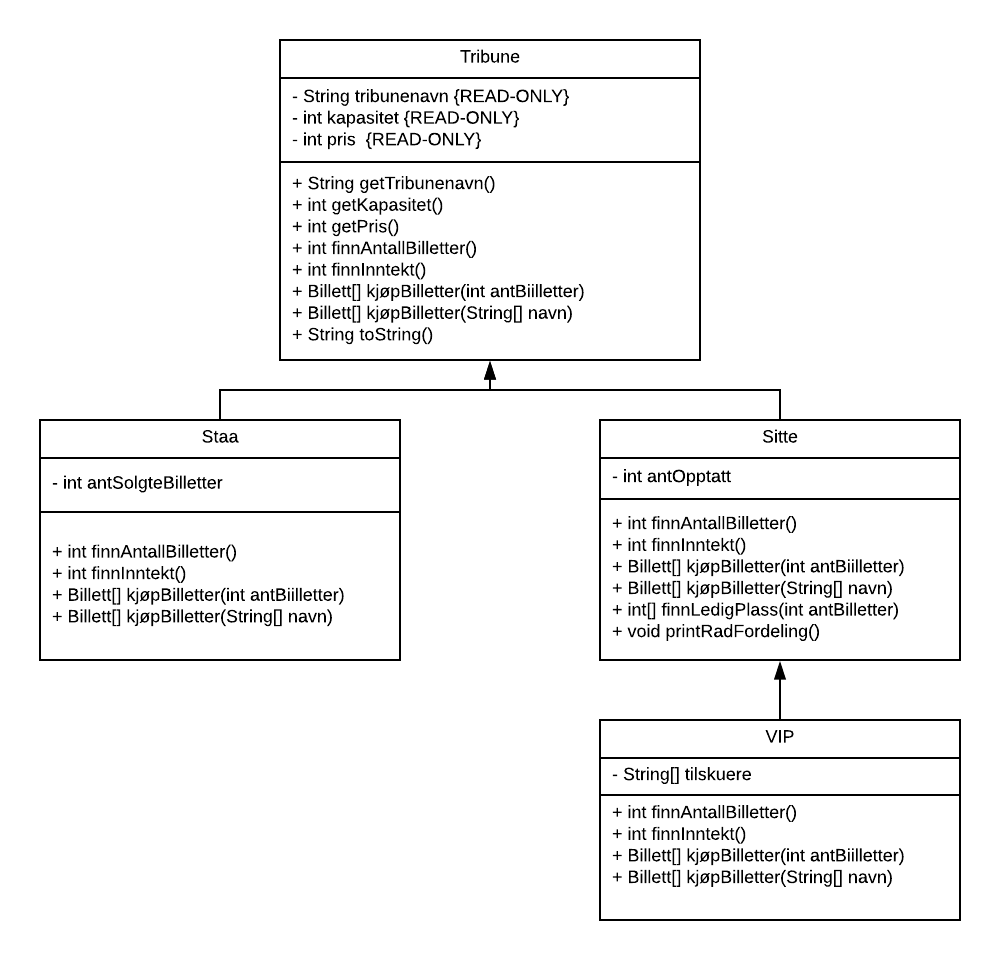 Tribune
- String tribunenavn {READ-ONLY}
- int kapasitet {READ-ONLY}
- int pris  {READ-ONLY}
+ String getTribunenavn()
+ int getKapasitet()
+ int getPris()
+ int finnAntallBilletter()
+ int finnInntekt()
+ Billett[] kjøpBilletter(int antBiilletter)
+ Billett[] kjøpBilletter(String[] navn)
+ String toString()
Staa
- int antSolgteBilletter
+ int finnAntallBilletter()
+ int finnInntekt()
+ Billett[] kjøpBilletter(int antBiilletter)
+ Billett[] kjøpBilletter(String[] navn)
Sitte
- int antOpptatt
+ int finnAntallBilletter()
+ int finnInntekt()
+ Billett[] kjøpBilletter(int antBiilletter)
+ Billett[] kjøpBilletter(String[] navn)
+ int[] finnLedigPlass(int antBilletter)
+ void printRadFordeling()
VIP
- String[] tilskuere
+ int finnAntallBilletter()
+ int finnInntekt()
+ Billett[] kjøpBilletter(int antBiilletter)
+ Billett[] kjøpBilletter(String[] navn)